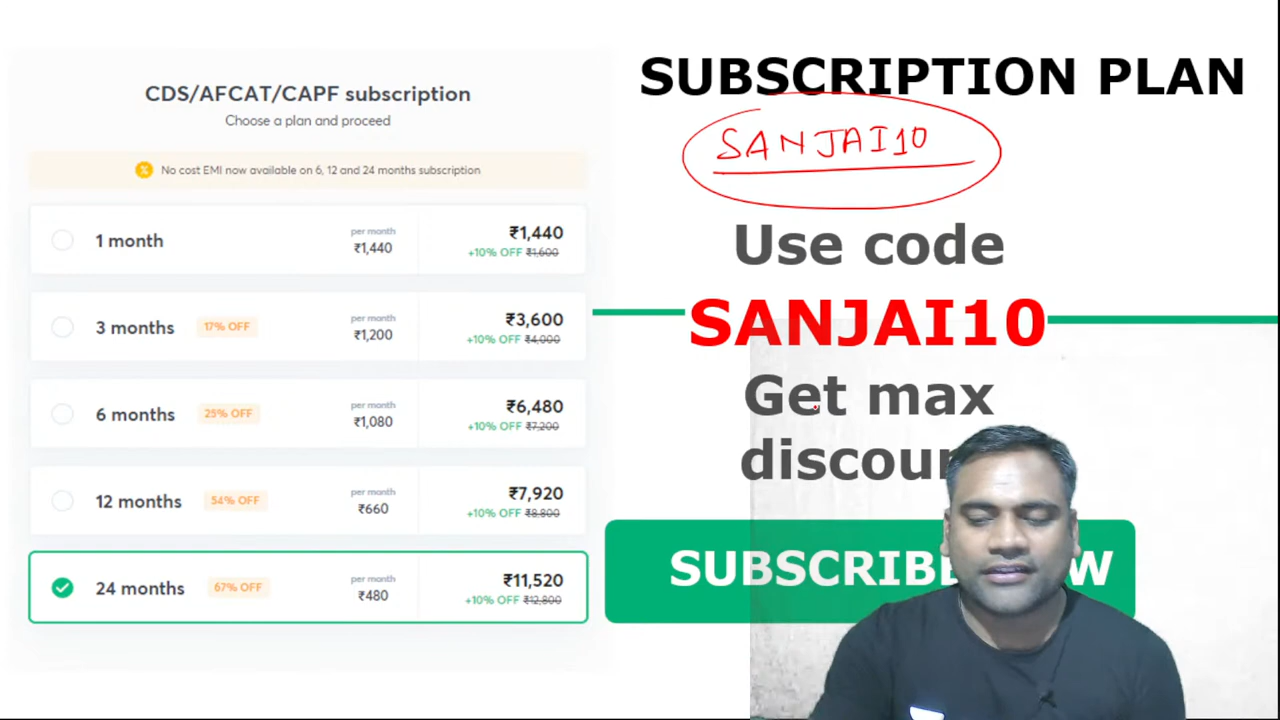 CDS/AFCAT/CAPF subscription
Choose a plan and proceed
No cost EMI now available on 6, 12 and 24 months subscription
1 month per month ₹1,440 ₹1,440 +10% OFF ₹1,600
3 months 17% OFF per month ₹1,200 ₹3,600 +10% OFF ₹4,000
6 months 25% OFF per month ₹1,080 ₹6,480 +10% OFF ₹7,200
12 months 54% OFF per month ₹660 ₹7,920 +10% OFF ₹8,800
24 months 67% OFF per month ₹480 ₹11,520 +10% OFF ₹12,800
SUBSCRIPTION PLAN
SANJAI10
Use code
SANJAI10
Get max